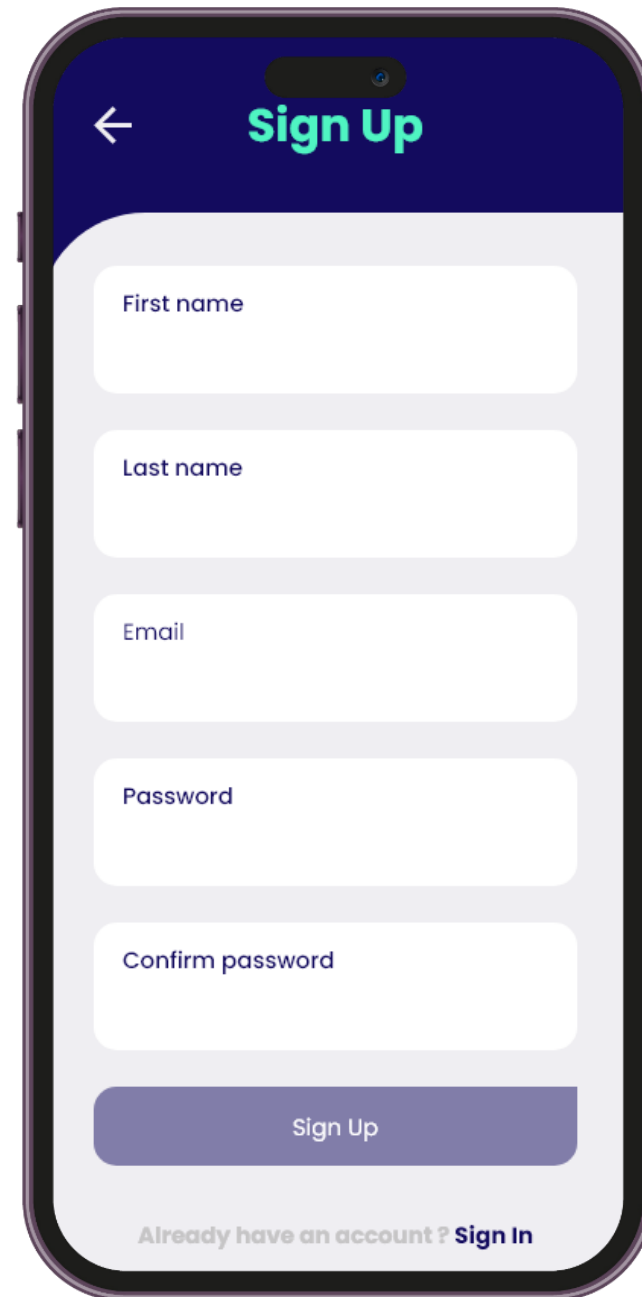 Sign Up
First name
Last name
Email
Password
Confirm password
Sign Up
Already have an account ? Sign In